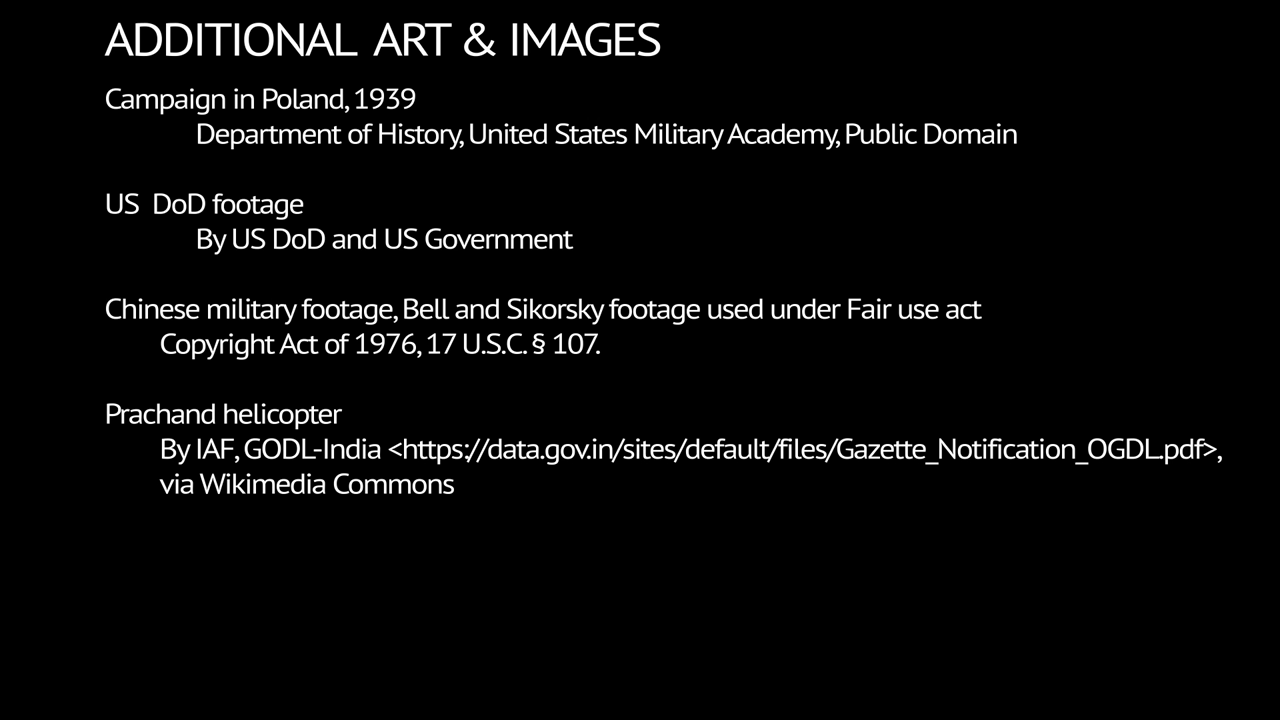 ADDITIONAL ART & IMAGES
Campaign in Poland, 1939
Department of History, United States Military Academy, Public Domain
US DoD footage
By US DoD and US Government
Chinese military footage, Bell and Sikorsky footage used under Fair use act
Copyright Act of 1976, 17 U.S.C. § 107.
Prachand helicopter
By IAF, GODL-India <https://data.gov.in/sites/default/files/Gazette_Notification_OGDL.pdf>,
via Wikimedia Commons